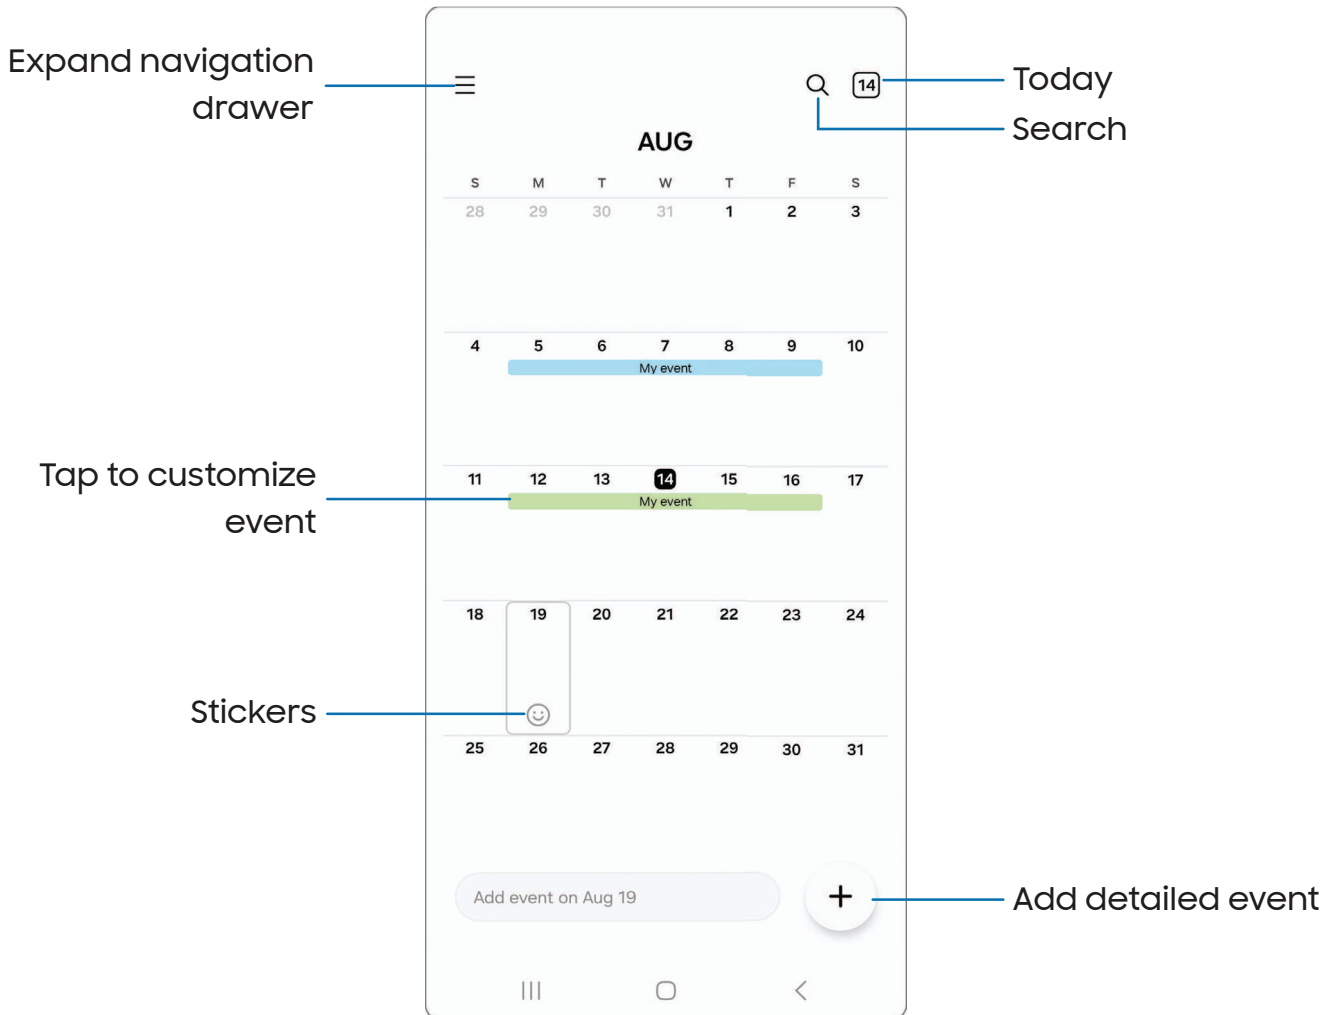 Expand navigation
drawer
14
Today
Search
AUG
S M T W T F S
28 29 30 31 1 2 3
4 5 6 7 8 9 10
My event
Tap to customize
event
11 12 13 14 15 16 17
My event
18 19 20 21 22 23 24
Stickers
25 26 27 28 29 30 31
Add event on Aug 19
Add detailed event